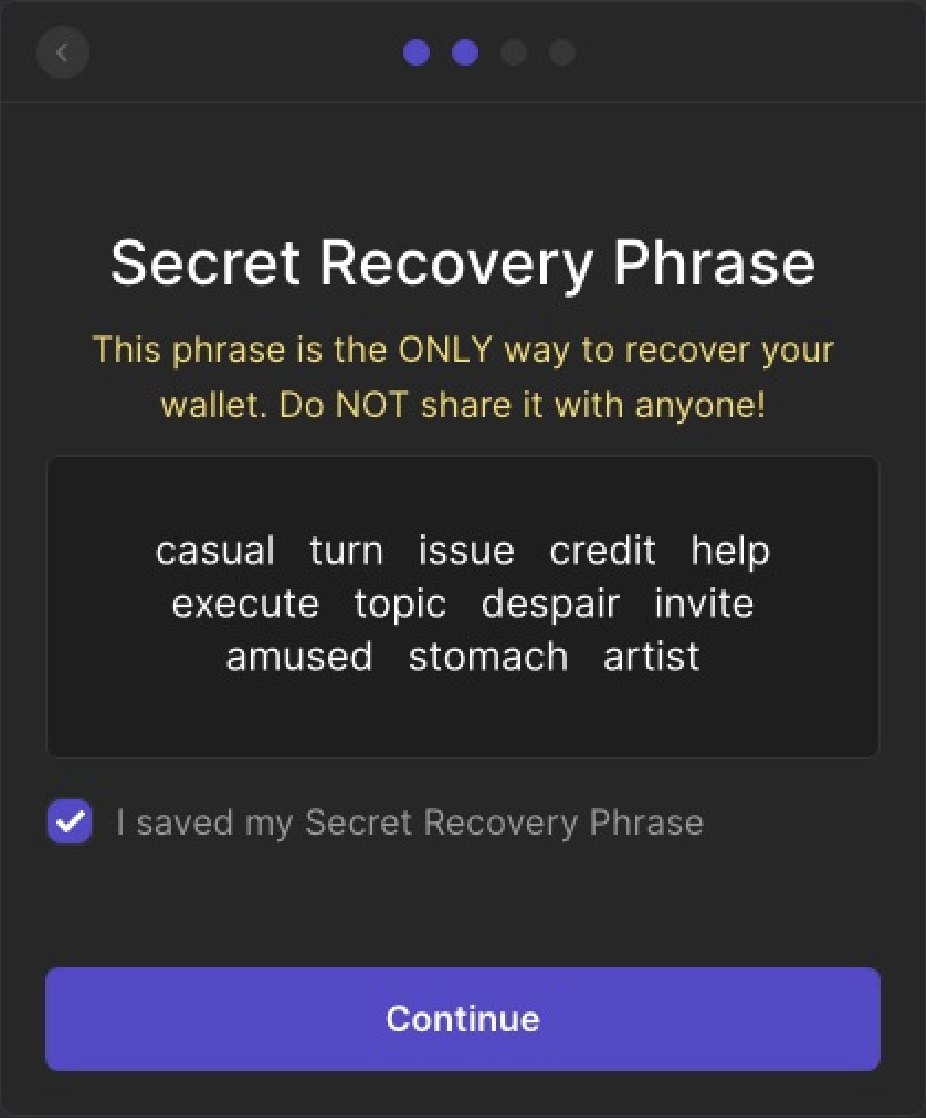 Secret Recovery Phrase
This phrase is the ONLY way to recover your
wallet. Do NOT share it with anyone!
casual turn issue credit help
execute topic despair invite
amused stomach artist
I saved my Secret Recovery Phrase
Continue